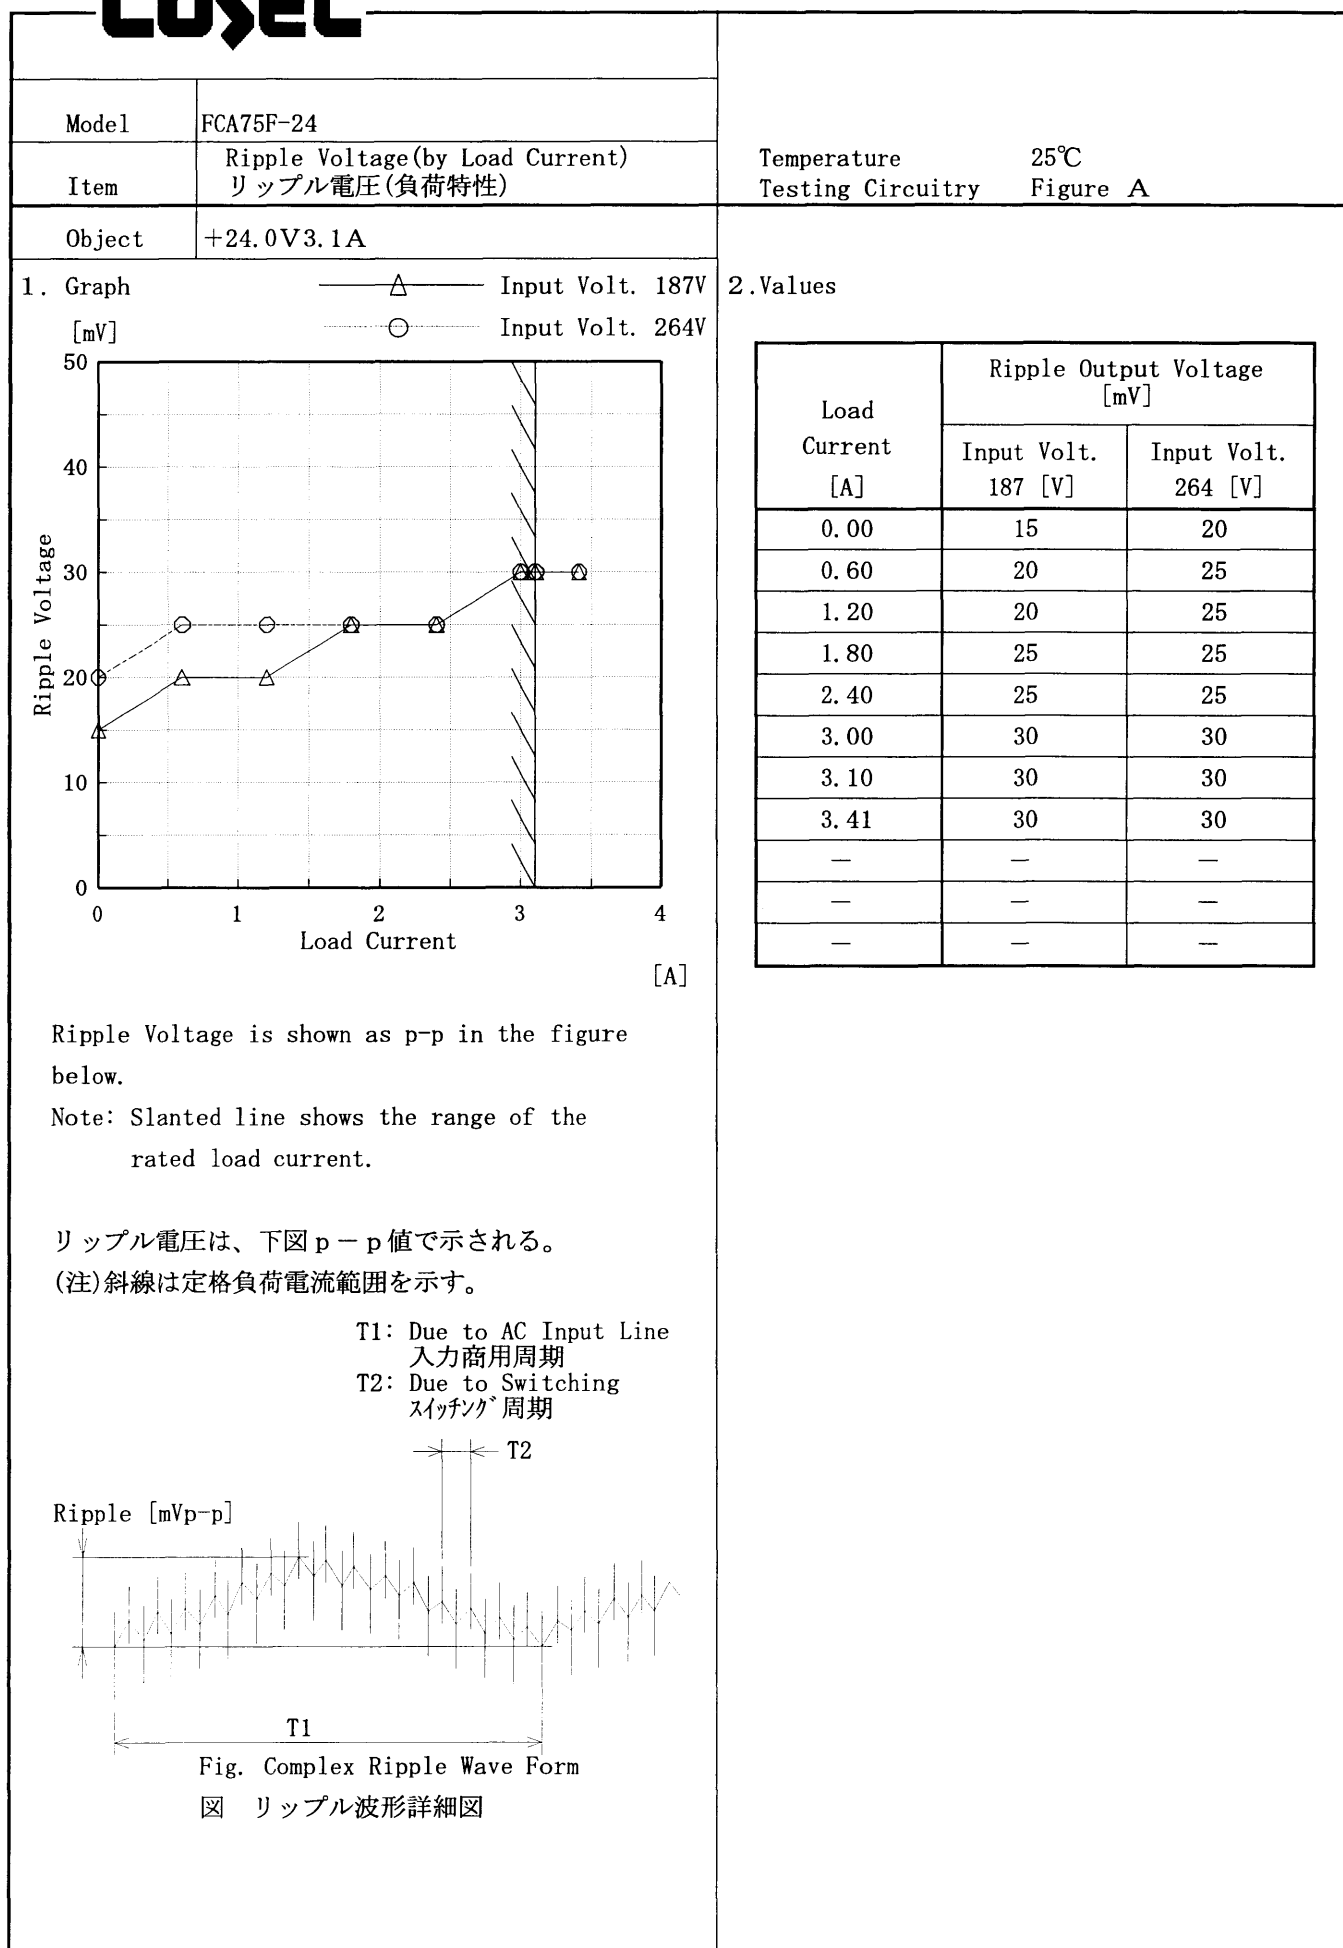 COSEL
Model FCA75F-24
Item Ripple Voltage(by Load Current)
リップル電圧(負荷特性)
Object +24.0V3.1A
Temperature 25℃
Testing Circuitry Figure A
1. Graph
Input Volt. 187V
Input Volt. 264V
[mV]
50
40
30
20
10
0
Ripple Voltage
0 1 2 3 4
Load Current
[A]
Ripple Voltage is shown as p-p in the figure
below.
Note: Slanted line shows the range of the
rated load current.
リップル電圧は、下図p-p値で示される。
(注)斜線は定格負荷電流範囲を示す。
T1: Due to AC Input Line
入力商用周期
T2: Due to Switching
スイッチング周期
T2
Ripple [mVp-p]
T1
Fig. Complex Ripple Wave Form
図 リップル波形詳細図
2.Values
Load
Current
[A]
Ripple Output Voltage
[mV]
Input Volt.
187 [V]
Input Volt.
264 [V]
0.00 15 20
0.60 20 25
1.20 20 25
1.80 25 25
2.40 25 25
3.00 30 30
3.10 30 30
3.41 30 30
— — —
— — —
— — —